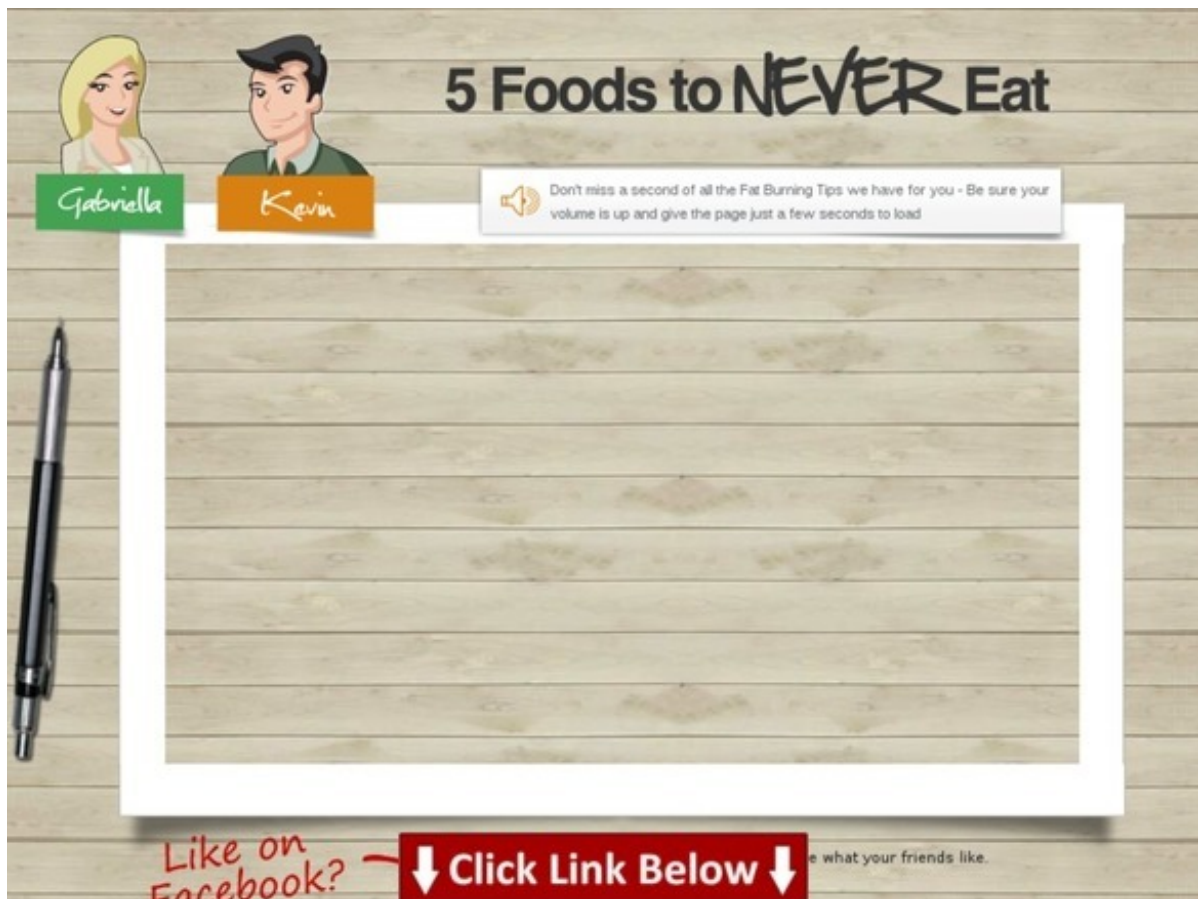 5 Foods to NEVER Eat
Gabriella
Kevin
Don't miss a second of all the Fat Burning Tips we have for you - Be sure your
volume is up and give the page just a few seconds to load
Like on
Facebook?
Click Link Below
what your friends like.